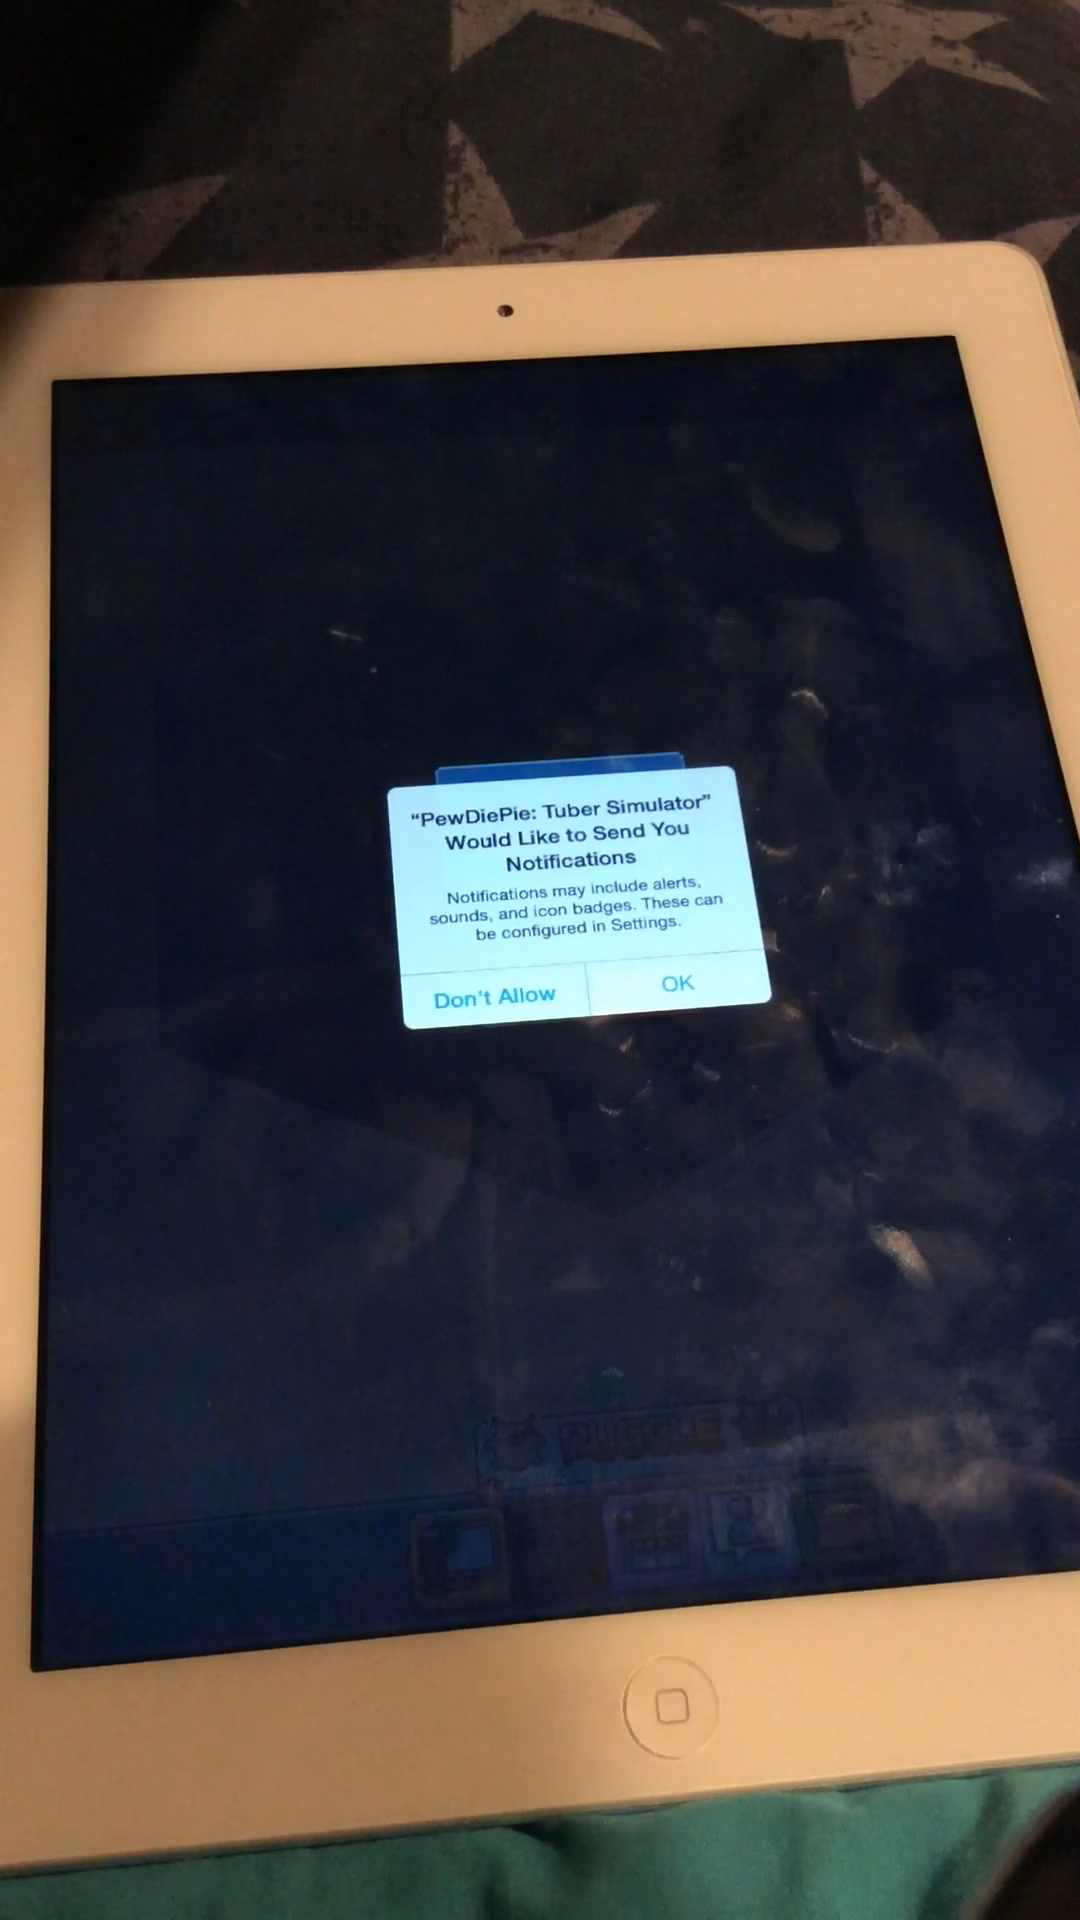 “PewDiePie: Tuber Simulator”
Would Like to Send You
Notifications
Notifications may include alerts,
sounds, and icon badges. These can
be configured in Settings.
Don't Allow
OK